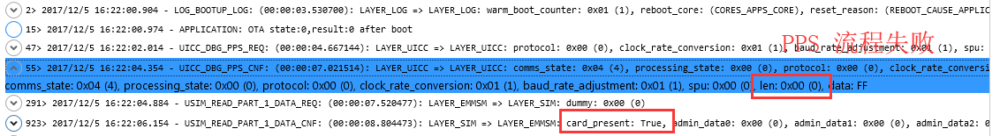 2> 2017/12/5 16:22:00.904 - LOG_BOOTUP_LOG: (00:00:03.530700): LAYER_LOG => LAYER_LOG: warm_boot_counter: 0x01 (1), reboot_core: (CORES_APPS_CORE), reset_reason: (REBOOT_CAUSE_APPLIC
15> 2017/12/5 16:22:00.974 - APPLICATION: OTA state:0,result:0 after boot
PPS 流程失败
47> 2017/12/5 16:22:02.014 - UICC_DBG_PPS_REQ: (00:00:04.667144): LAYER_UICC => LAYER_UICC: protocol: 0x00 (0), clock_rate_conversion: 0x01 (1), baud_rate_adjustment: 0x01 (1), spu:
55> 2017/12/5 16:22:04.354 - UICC_DBG_PPS_CNF: (00:00:07.021514): LAYER_UICC => LAYER_UICC: comms_state: 0x04 (4), processing_state: 0x00 (0), protocol: 0x00 (0), clock_rate_convers
comms_state: 0x04 (4), processing_state: 0x00 (0), protocol: 0x00 (0), clock_rate_conversion: 0x01 (1), baud_rate_adjustment: 0x01 (1), spu: 0x00 (0), len: 0x00 (0), data: FF
291> 2017/12/5 16:22:04.884 - USIM_READ_PART_1_DATA_REQ: (00:00:07.520477): LAYER_EMMSM => LAYER_SIM: dummy: 0x00 (0)
923> 2017/12/5 16:22:06.154 - USIM_READ_PART_1_DATA_CNF: (00:00:08.804473): LAYER_SIM => LAYER_EMMSM: card_present: True, admin_data0: 0x00 (0), admin_data1: 0x00 (0), admin_data2: 0